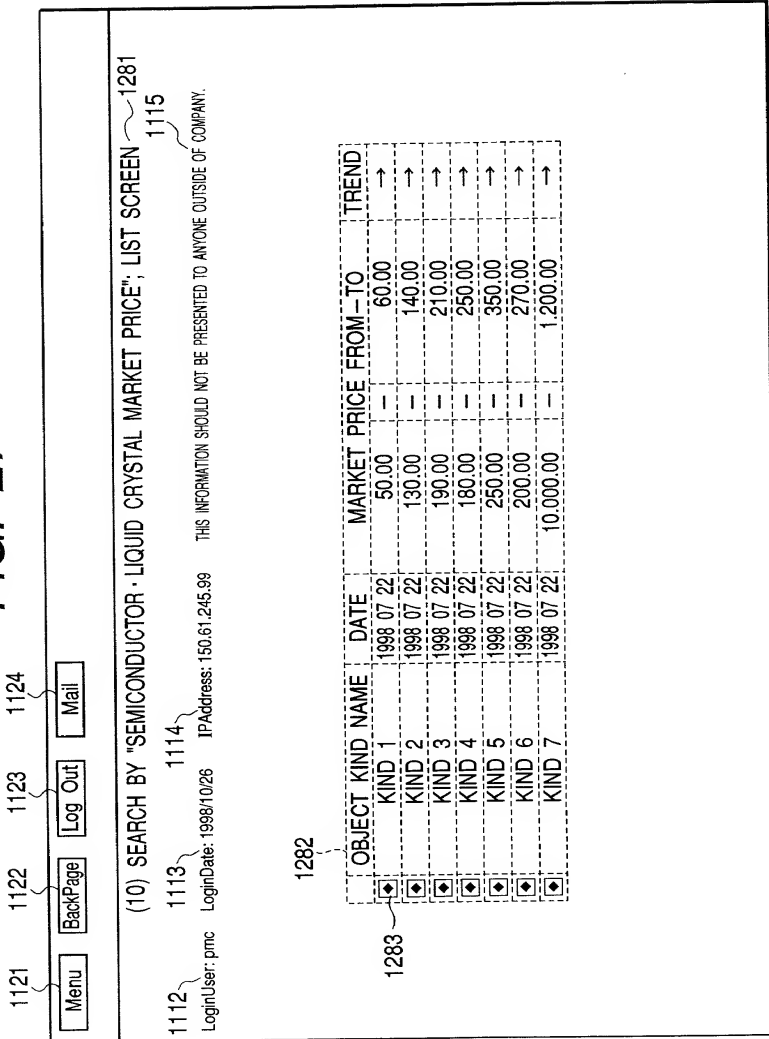 1121 1122 1123 1124
Menu BackPage Log Out Mail
(10) SEARCH BY "SEMICONDUCTOR · LIQUID CRYSTAL MARKET PRICE"; LIST SCREEN 1281
1112 1113 1114 1115
LoginUser: pmc LoginDate: 1998/10/26 IPAddress: 150.61.245.99 THIS INFORMATION SHOULD NOT BE PRESENTED TO ANYONE OUTSIDE OF COMPANY.
1282
OBJECT KIND NAME DATE MARKET PRICE FROM–TO TREND
KIND 1 1998 07 22 50.00 – 60.00 →
KIND 2 1998 07 22 130.00 – 140.00 →
KIND 3 1998 07 22 190.00 – 210.00 →
KIND 4 1998 07 22 180.00 – 250.00 →
KIND 5 1998 07 22 250.00 – 350.00 →
KIND 6 1998 07 22 200.00 – 270.00 →
KIND 7 1998 07 22 10.000.00 – 1.200.00 →
1283